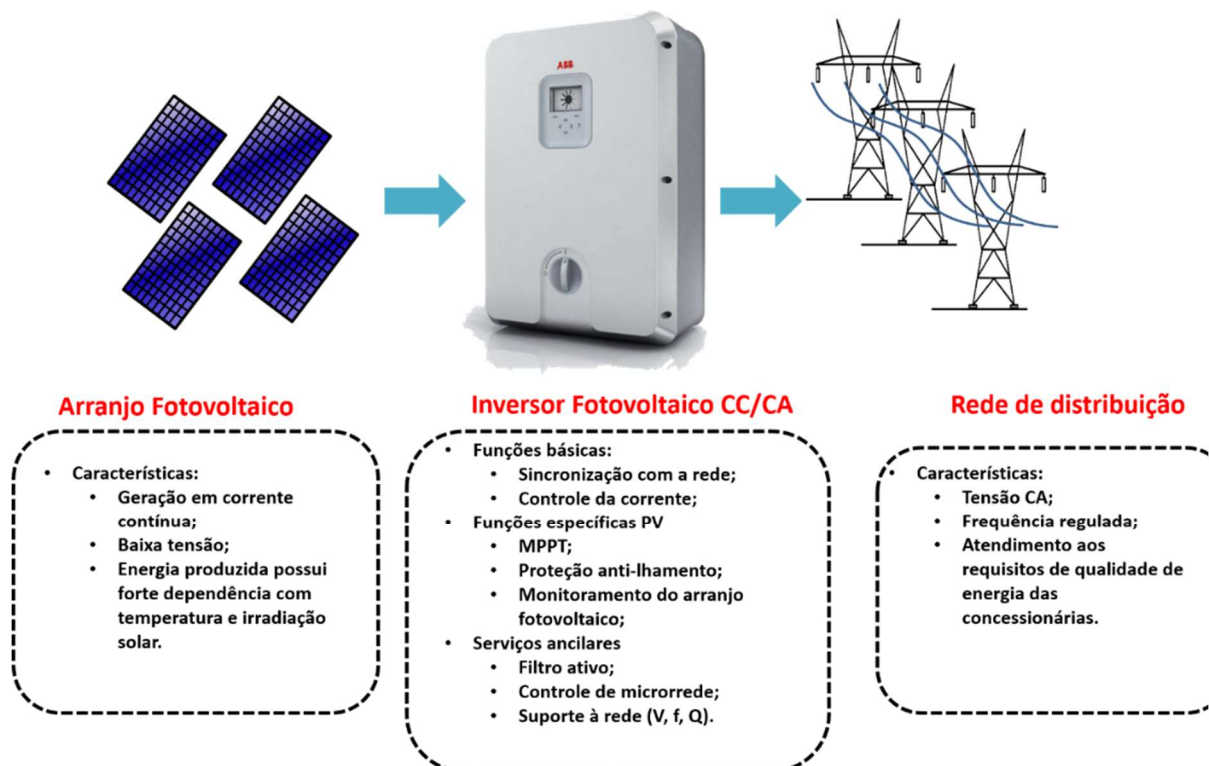 ABB
Arranjo Fotovoltaico
• Características:
• Geração em corrente
contínua;
• Baixa tensão;
• Energia produzida possui
forte dependência com
temperatura e irradiação
solar.
Inversor Fotovoltaico CC/CA
• Funções básicas:
• Sincronização com a rede;
• Controle da corrente;
• Funções específicas PV
• MPPT;
• Proteção anti-lhamento;
• Monitoramento do arranjo
fotovoltaico;
• Serviços ancilares
• Filtro ativo;
• Controle de microrrede;
• Suporte à rede (V, f, Q).
Rede de distribuição
• Características:
• Tensão CA;
• Frequência regulada;
• Atendimento aos
requisitos de qualidade de
energia das
concessionárias.